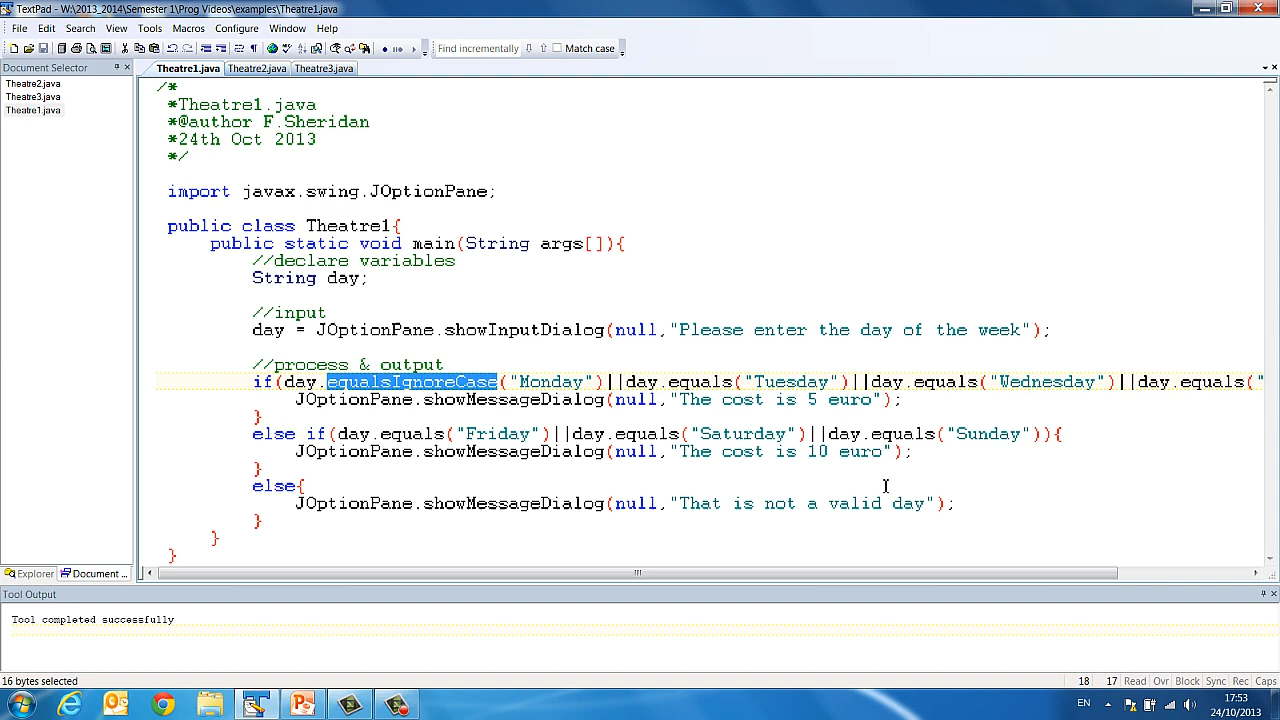 TextPad - W:\2013_2014\Semester 1\Prog Videos\examples\Theatre1.java
File Edit Search View Tools Macros Configure Window Help
Find incrementally Match case
Document Selector
Theatre2.java
Theatre3.java
Theatre1.java
Theatre1.java Theatre2.java Theatre3.java
/*
*Theatre1.java
*@author F.Sheridan
*24th Oct 2013
*/
import javax.swing.JOptionPane;
public class Theatre1{
public static void main(String args[]){
//declare variables
String day;
//input
day = JOptionPane.showInputDialog(null,"Please enter the day of the week");
//process & output
if(day.equalsIgnoreCase("Monday")||day.equals("Tuesday")||day.equals("Wednesday")||day.equals("
JOptionPane.showMessageDialog(null,"The cost is 5 euro");
}
else if(day.equals("Friday")||day.equals("Saturday")||day.equals("Sunday")){
JOptionPane.showMessageDialog(null,"The cost is 10 euro");
}
else{
JOptionPane.showMessageDialog(null,"That is not a valid day");
}
}
}
Explorer Document ...
Tool Output
Tool completed successfully
16 bytes selected
18 17 Read Ovr Block Sync Rec Caps
EN
17:53
24/10/2013